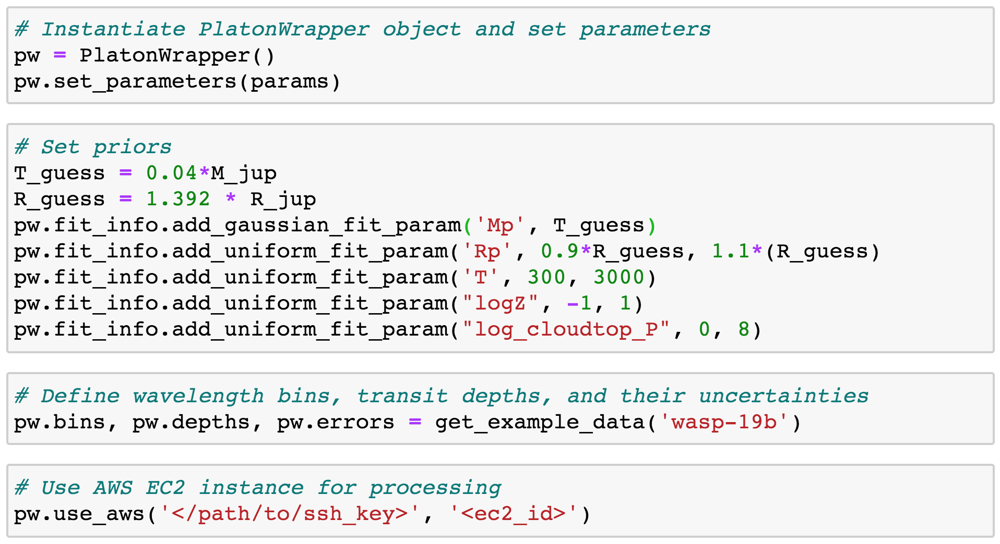 # Instantiate PlatonWrapper object and set parameters
pw = PlatonWrapper()
pw.set_parameters(params)
# Set priors
T_guess = 0.04*M_jup
R_guess = 1.392 * R_jup
pw.fit_info.add_gaussian_fit_param('Mp', T_guess)
pw.fit_info.add_uniform_fit_param('Rp', 0.9*R_guess, 1.1*(R_guess)
pw.fit_info.add_uniform_fit_param('T', 300, 3000)
pw.fit_info.add_uniform_fit_param("logZ", -1, 1)
pw.fit_info.add_uniform_fit_param("log_cloudtop_P", 0, 8)
# Define wavelength bins, transit depths, and their uncertainties
pw.bins, pw.depths, pw.errors = get_example_data('wasp-19b')
# Use AWS EC2 instance for processing
pw.use_aws('</path/to/ssh_key>', '<ec2_id>')